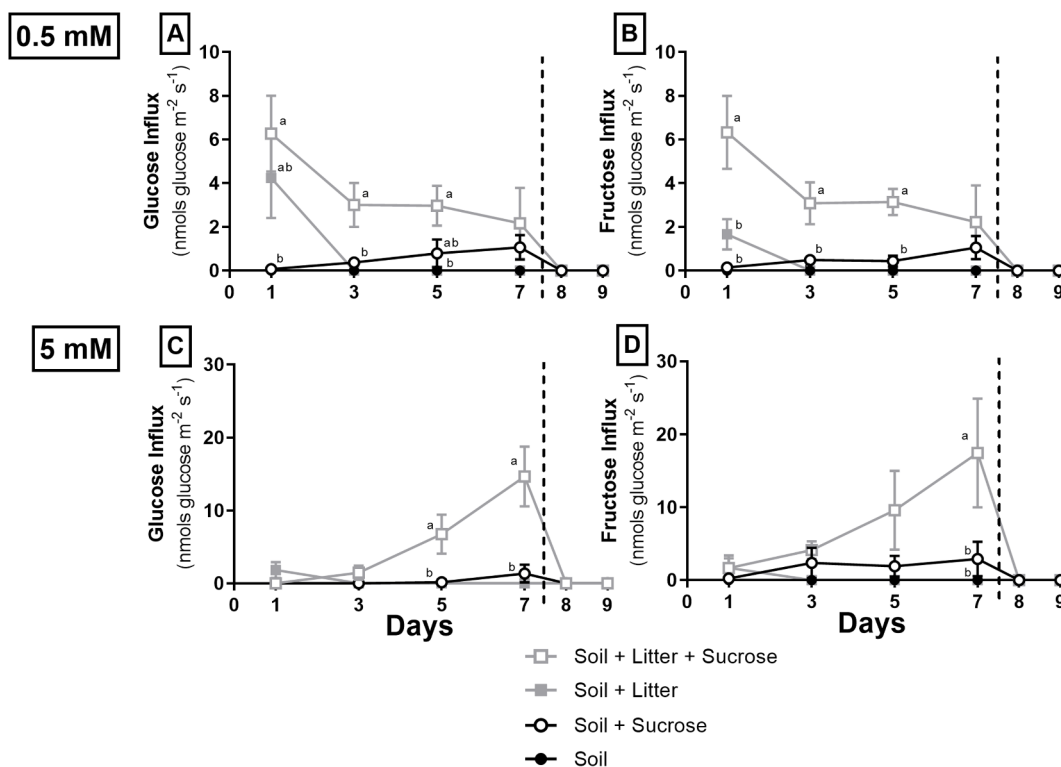 0.5 mM
A
Glucose Influx
(nmols glucose m-2 s-1)
10
8
6
4
2
0
a
ab
a
a
b
b
ab
b
0 1 3 5 7 8 9
B
Fructose Influx
(nmols glucose m-2 s-1)
10
8
6
4
2
0
a
b
a
a
b
b
b
0 1 3 5 7 8 9
5 mM
C
Glucose Influx
(nmols glucose m-2 s-1)
30
20
10
0
a
a
b
b
0 1 3 5 7 8 9
Days
D
Fructose Influx
(nmols glucose m-2 s-1)
30
20
10
0
a
b
b
0 1 3 5 7 8 9
Days
Soil + Litter + Sucrose
Soil + Litter
Soil + Sucrose
Soil